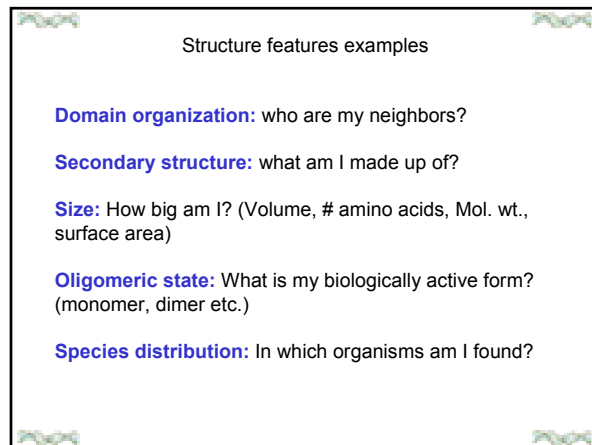 Structure features examples
Domain organization: who are my neighbors?
Secondary structure: what am I made up of?
Size: How big am I? (Volume, # amino acids, Mol. wt.,
surface area)
Oligomeric state: What is my biologically active form?
(monomer, dimer etc.)
Species distribution: In which organisms am I found?